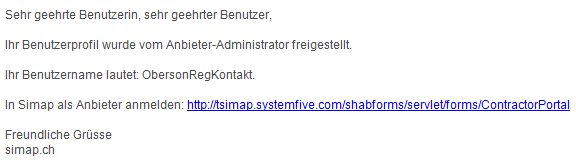 Sehr geehrte Benutzerin, sehr geehrter Benutzer,
Ihr Benutzerprofil wurde vom Anbieter-Administrator freigestellt.
Ihr Benutzername lautet: ObersonRegKontakt.
In Simap als Anbieter anmelden: http://tsimap.systemfive.com/shabforms/servlet/forms/ContractorPortal
Freundliche Grüsse
simap.ch